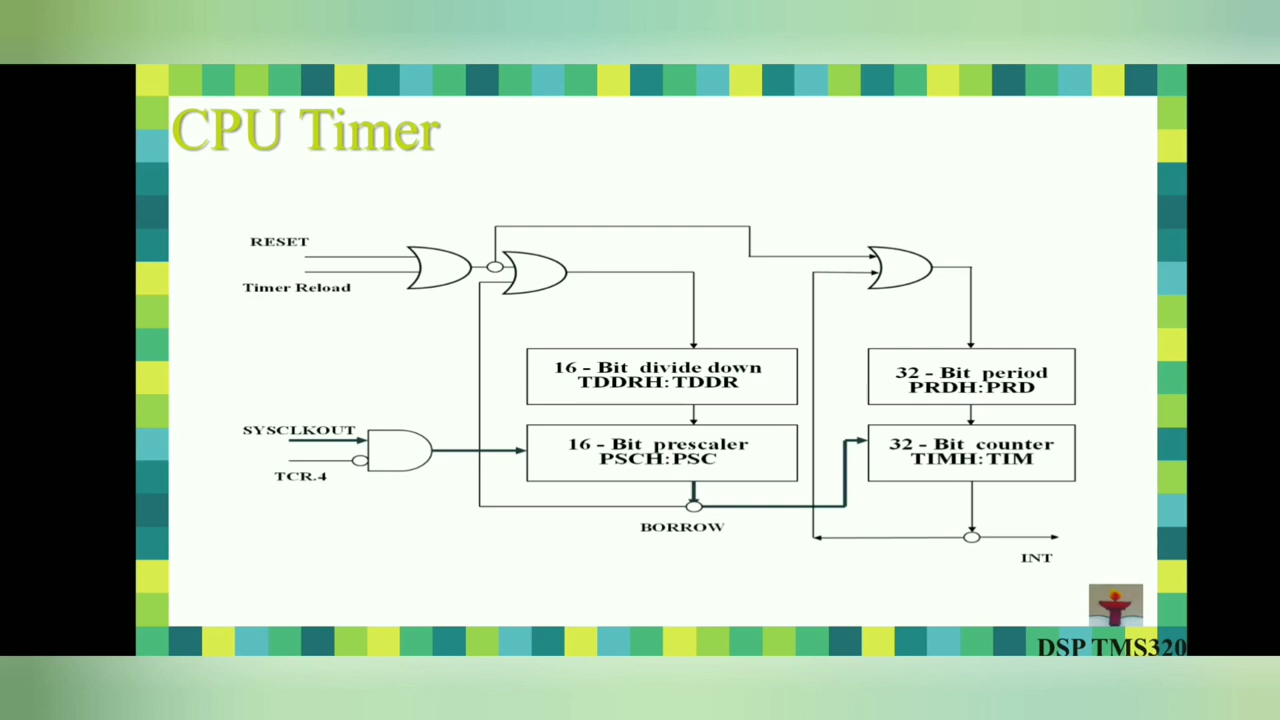 CPU Timer
RESET
Timer Reload
16 - Bit divide down
TDDRH:TDDR
32 - Bit period
PRDH:PRD
SYSCLKOUT
TCR.4
16 - Bit prescaler
PSCH:PSC
32 - Bit counter
TIMH:TIM
BORROW
INT
DSP TMS320